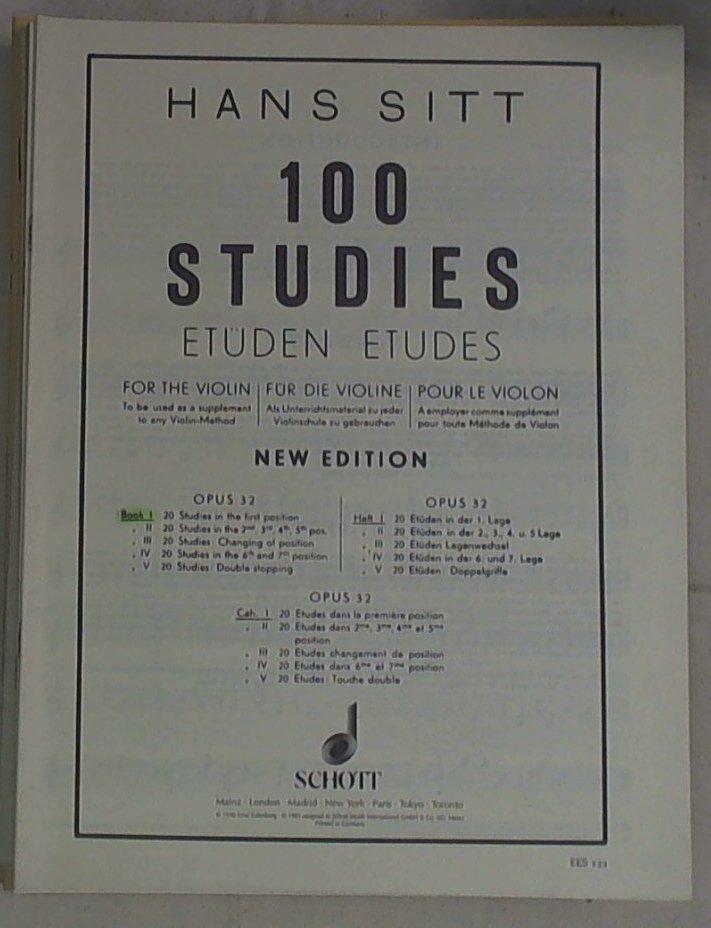 HANS SITT
100
STUDIES
ETÜDEN ETUDES
FOR THE VIOLIN
To be used as a supplement
to any Violin-Method
FÜR DIE VIOLINE
Als Unterrichtsmaterial zu jeder
Violinschule zu gebrauchen
POUR LE VIOLON
A employer comme supplément
pour toute Méthode de Violon
NEW EDITION
OPUS 32
Book I 20 Studies in the first position
„ II 20 Studies in the 2nd, 3rd, 4th, 5th pos.
„ III 20 Studies: Changing of position
„ IV 20 Studies in the 6th and 7th position
„ V 20 Studies: Double stopping
OPUS 32
Heft I 20 Etüden in der 1. Lage
„ II 20 Etüden in der 2., 3., 4. u. 5 Lage
„ III 20 Etüden Lagenwechsel
„ IV 20 Etüden in der 6. und 7. Lage
„ V 20 Etüden: Doppelgriffe
OPUS 32
Cah. I 20 Etudes dans la première position
„ II 20 Etudes dans 2me, 3me, 4me et 5me
position
„ III 20 Etudes changement de position
„ IV 20 Etudes dans 6me et 7me position
„ V 20 Etudes: Touche double
SCHOTT
Mainz · London · Madrid · New York · Paris · Tokyo · Toronto
Printed in Germany
EES